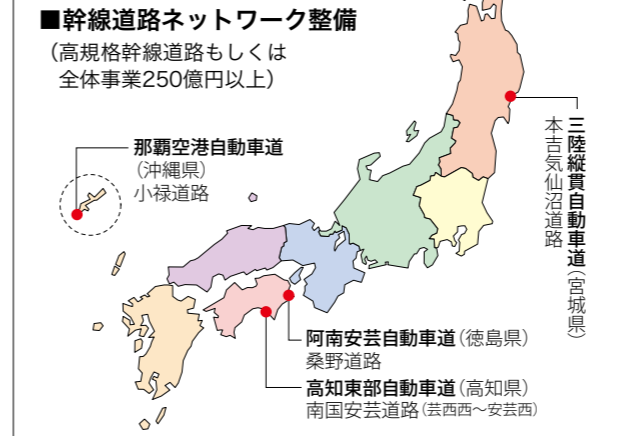 ■幹線道路ネットワーク整備
（高規格幹線道路もしくは
全体事業250億円以上）
那覇空港自動車道
（沖縄県）
小禄道路
三陸縦貫自動車道（宮城県）
本吉気仙沼道路
阿南安芸自動車道（徳島県）
桑野道路
高知東部自動車道（高知県）
南国安芸道路（芸西西～安芸西）